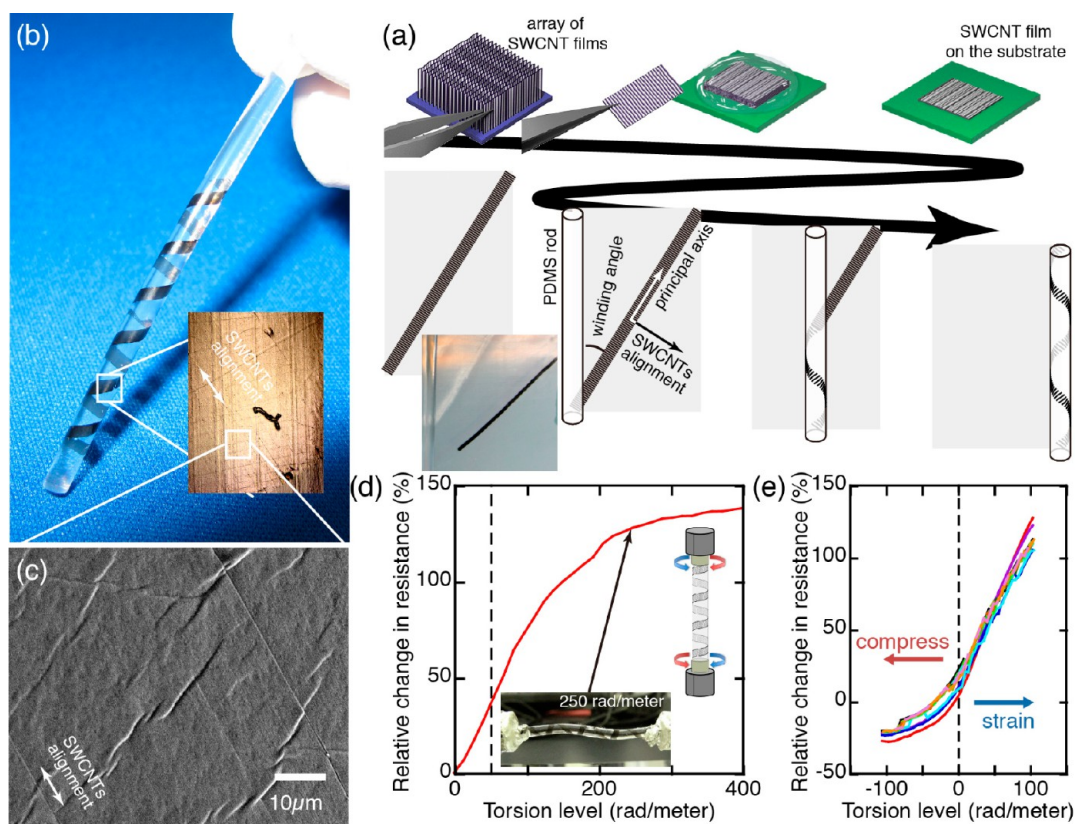 (b)
SWCNTs
alignment
(a)
array of
SWCNT films
SWCNT film
on the substrate
PDMS rod
winding angle
principal axis
SWCNTs
alignment
(c)
SWCNTs
alignment
10μm
(d)
Relative change in resistance (%)
150
100
50
0
0
200
400
Torsion level (rad/meter)
250 rad/meter
(e)
Relative change in resistance (%)
150
100
50
0
-50
-100
0
100
Torsion level (rad/meter)
compress
strain